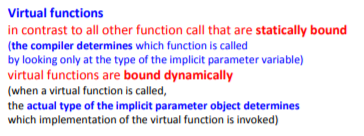 Virtual functions
in contrast to all other function call that are statically bound
(the compiler determines which function is called
by looking only at the type of the implicit parameter variable)
virtual functions are bound dynamically
(when a virtual function is called,
the actual type of the implicit parameter object determines
which implementation of the virtual function is invoked)